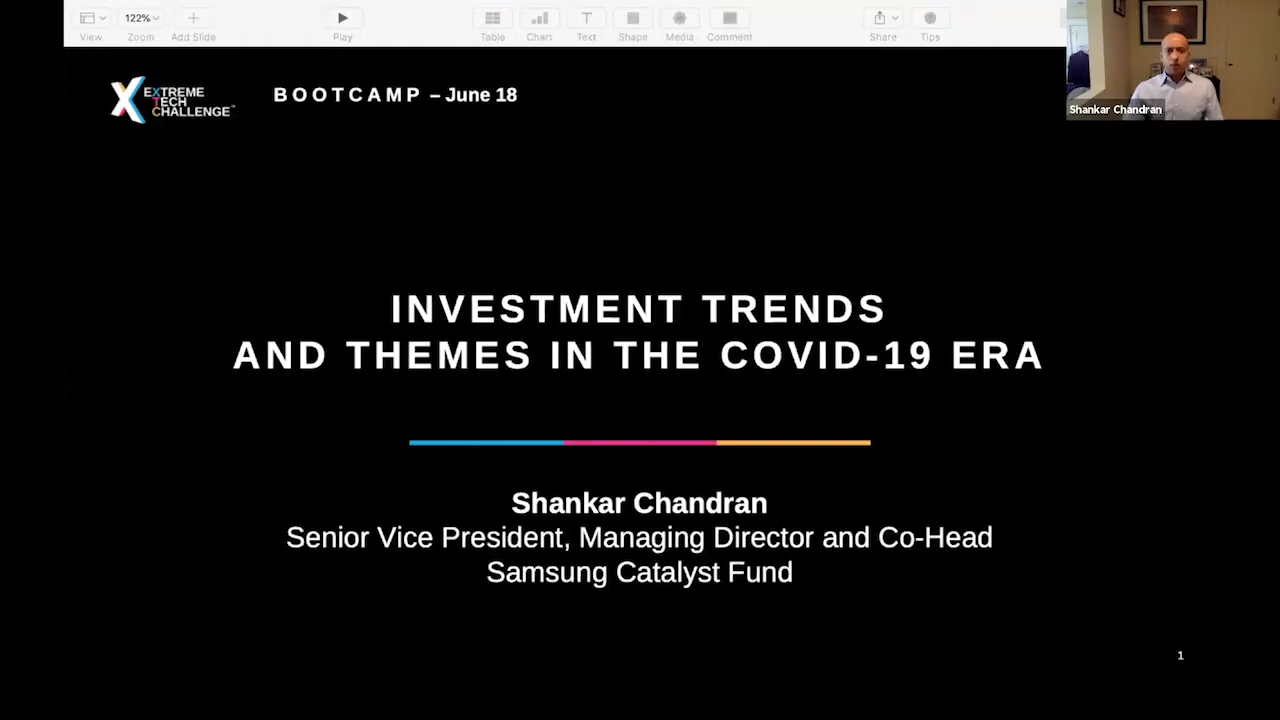 122%
View
Zoom
Add Slide
Play
Table
Chart
Text
Shape
Media
Comment
Share
Tips
Shankar Chandran
EXTREME
TECH
CHALLENGE™
BOOTCAMP – June 18
INVESTMENT TRENDS
AND THEMES IN THE COVID-19 ERA
Shankar Chandran
Senior Vice President, Managing Director and Co-Head
Samsung Catalyst Fund
1